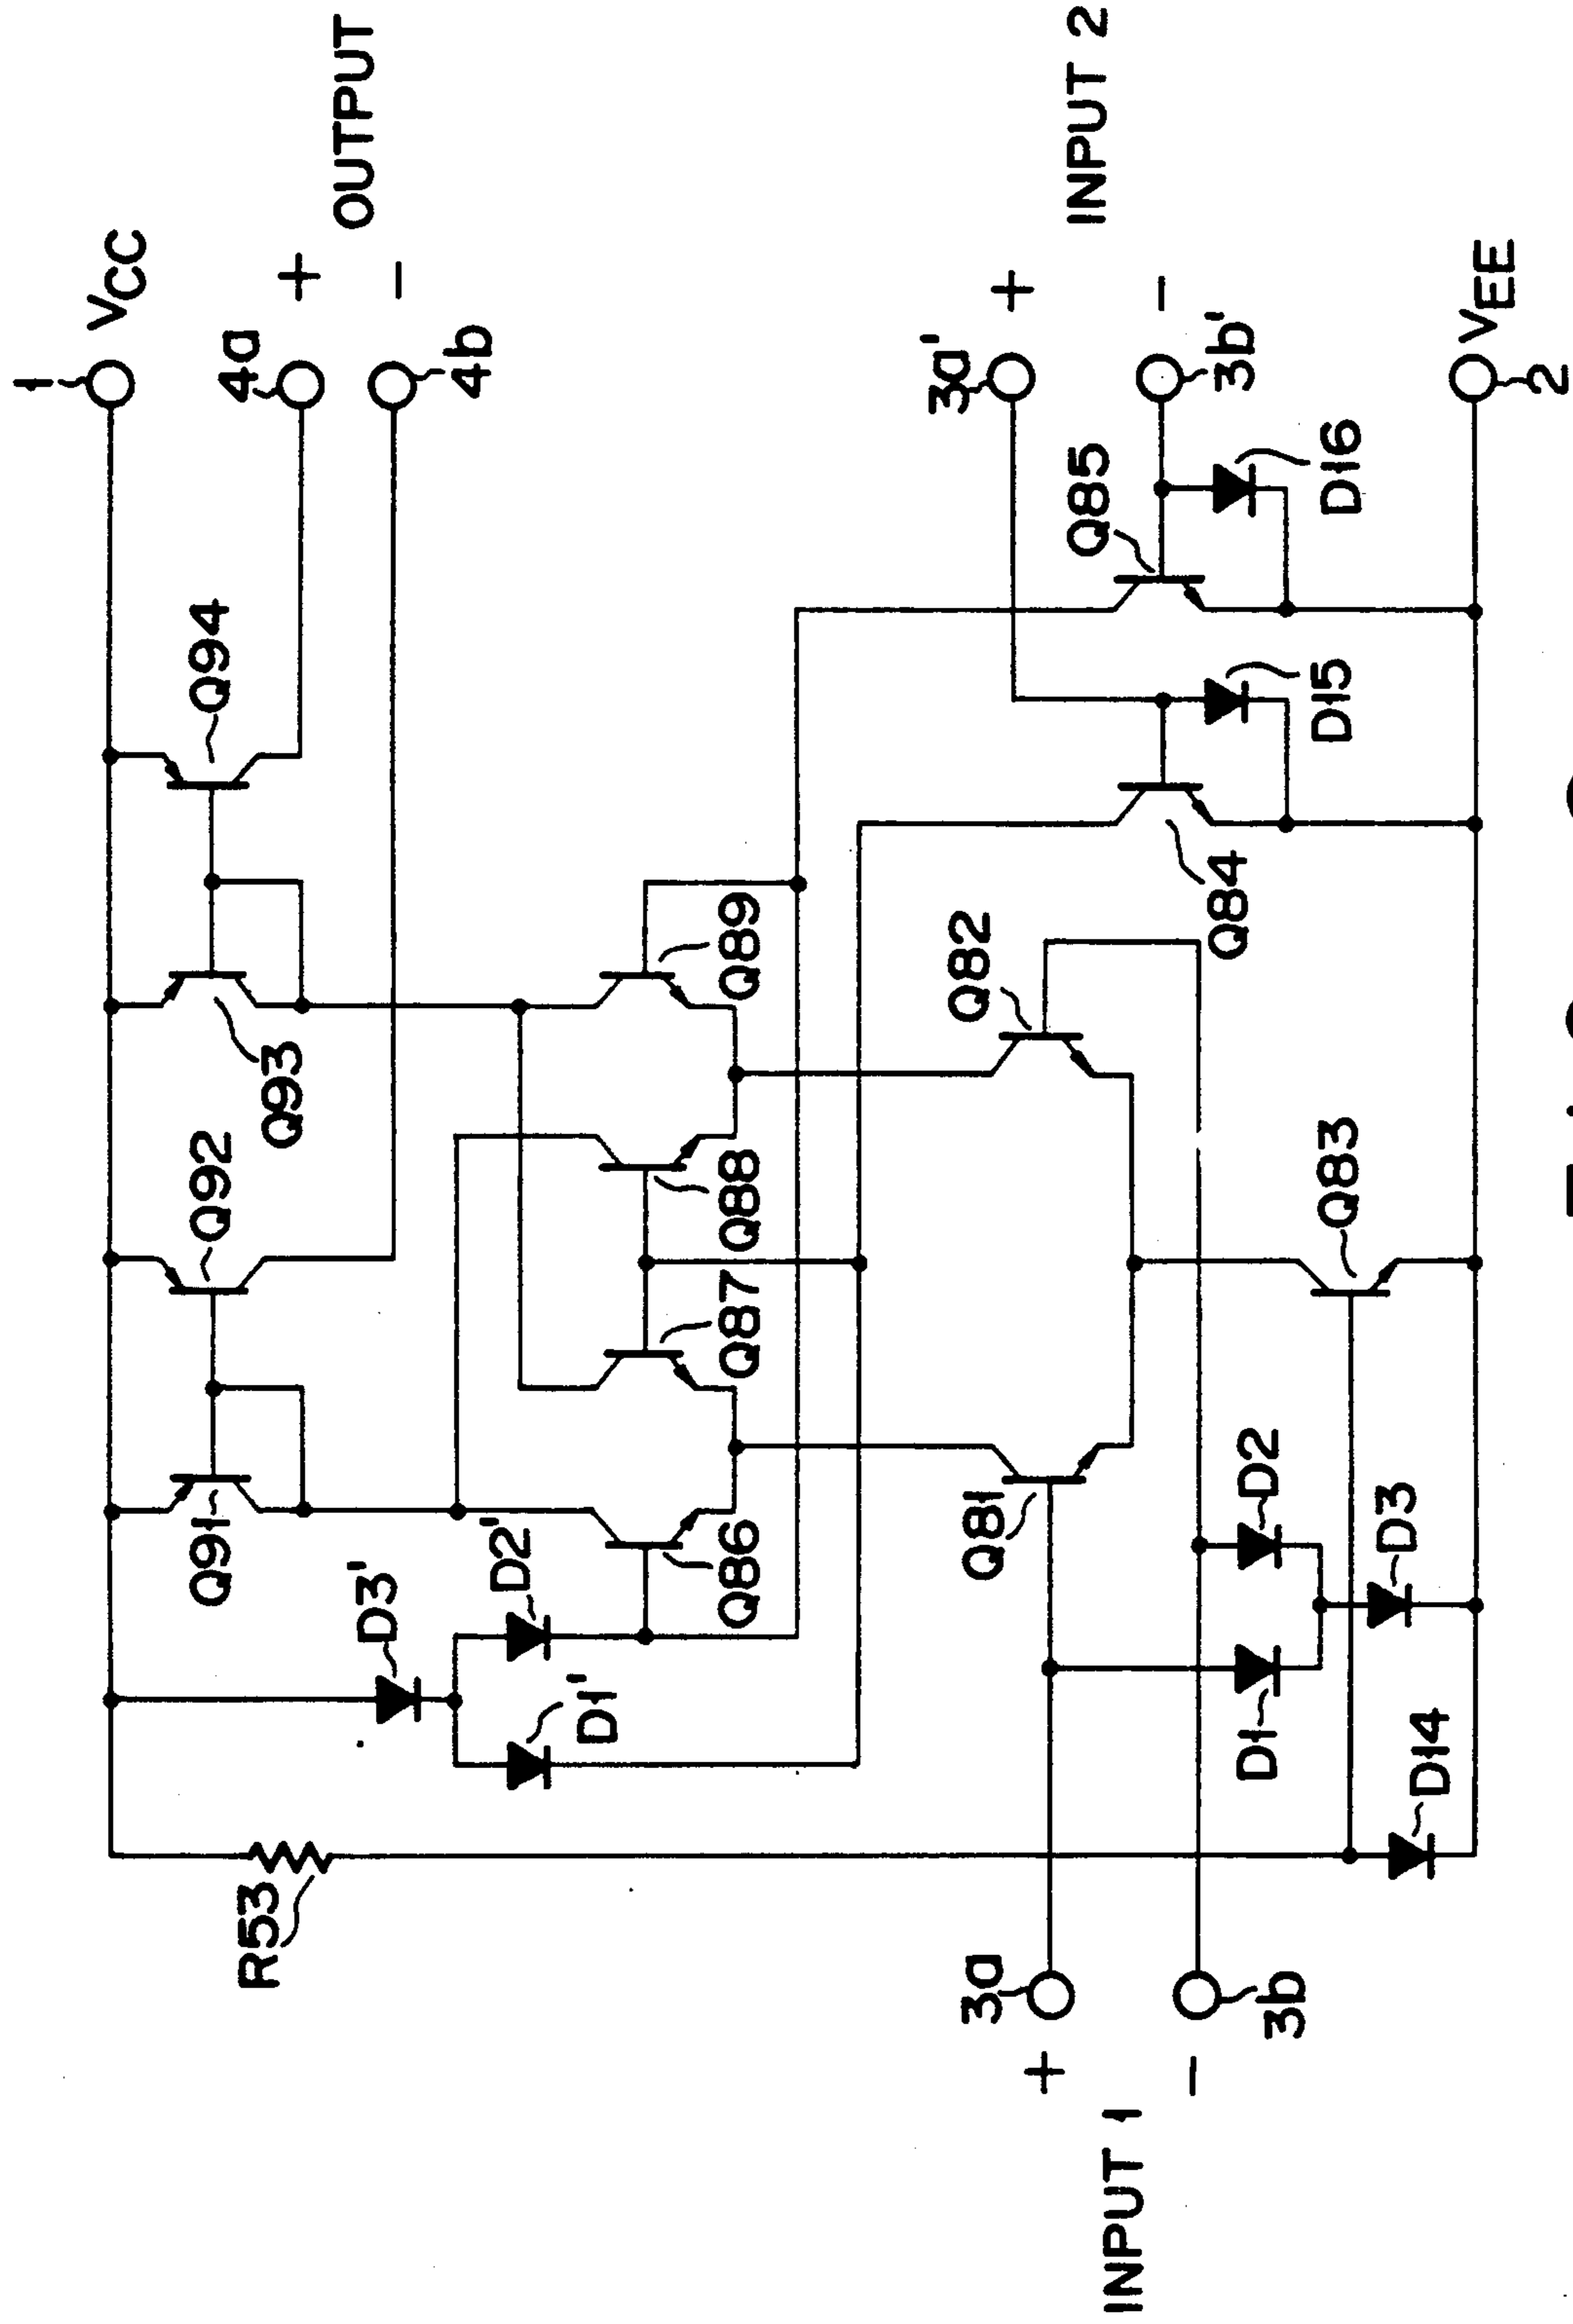 1
VCC
4a
+
OUTPUT
4b
−
Q94
Q93
Q92
Q91
D3'
D2'
D1'
R53
Q86
Q87
Q88
Q89
3a'
+
INPUT 2
3b'
−
Q85
D16
Q84
D15
Q82
Q81
Q83
D2
D1
D3
D14
3a
+
INPUT 1
3b
−
VEE
2